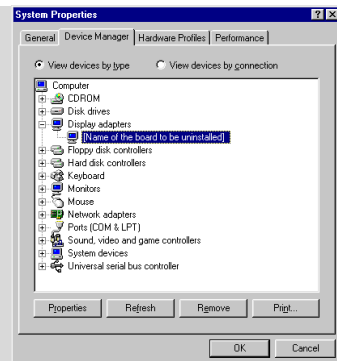 System Properties
General Device Manager Hardware Profiles Performance
View devices by type View devices by connection
Computer
CDROM
Disk drives
Display adapters
[Name of the board to be uninstalled]
Floppy disk controllers
Hard disk controllers
Keyboard
Monitors
Mouse
Network adapters
Ports (COM & LPT)
Sound, video and game controllers
System devices
Universal serial bus controller
Properties Refresh Remove Print...
OK Cancel